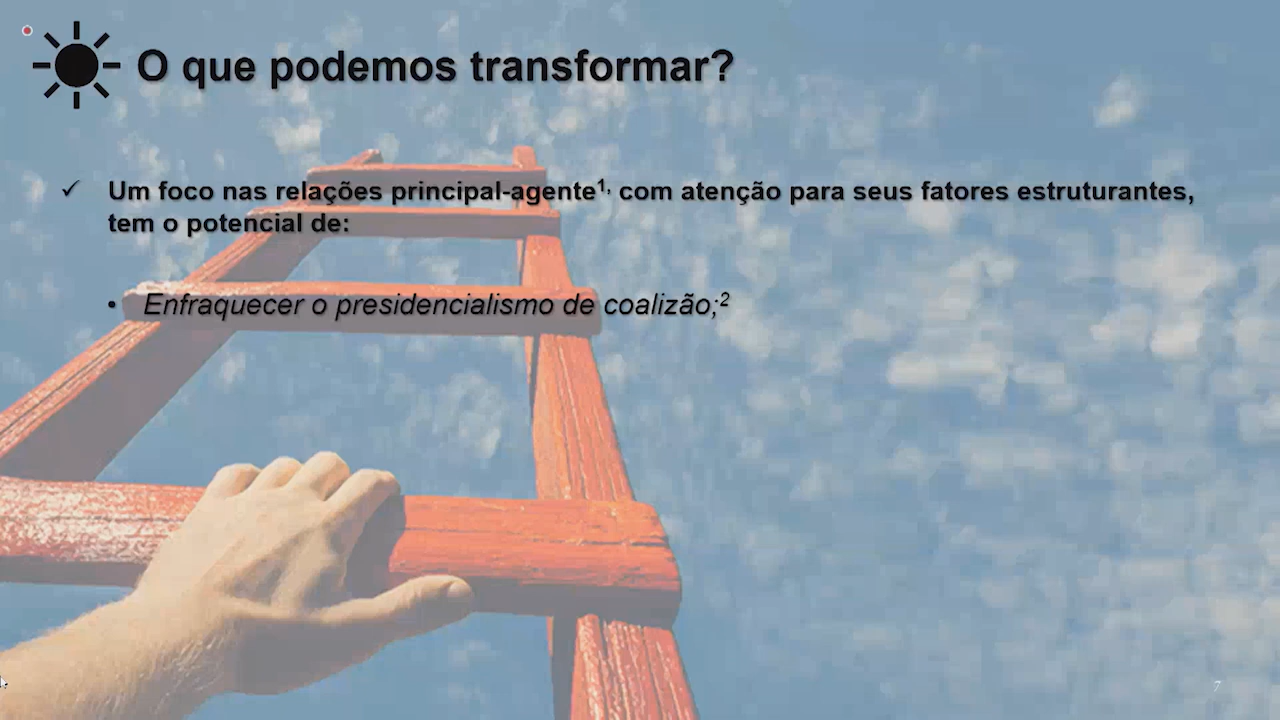 O que podemos transformar?
✓ Um foco nas relações principal-agente¹, com atenção para seus fatores estruturantes,
tem o potencial de:
• Enfraquecer o presidencialismo de coalizão;²
7